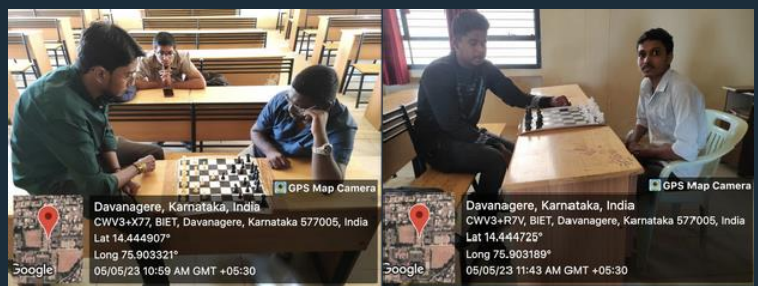 GPS Map Camera
Davanagere, Karnataka, India
CWV3+X77, BIET, Davanagere, Karnataka 577005, India
Lat 14.444907°
Long 75.903321°
05/05/23 10:59 AM GMT +05:30
Google
GPS Map Camera
Davanagere, Karnataka, India
CWV3+R7V, BIET, Davanagere, Karnataka 577005, India
Lat 14.444725°
Long 75.903189°
05/05/23 11:43 AM GMT +05:30
Google